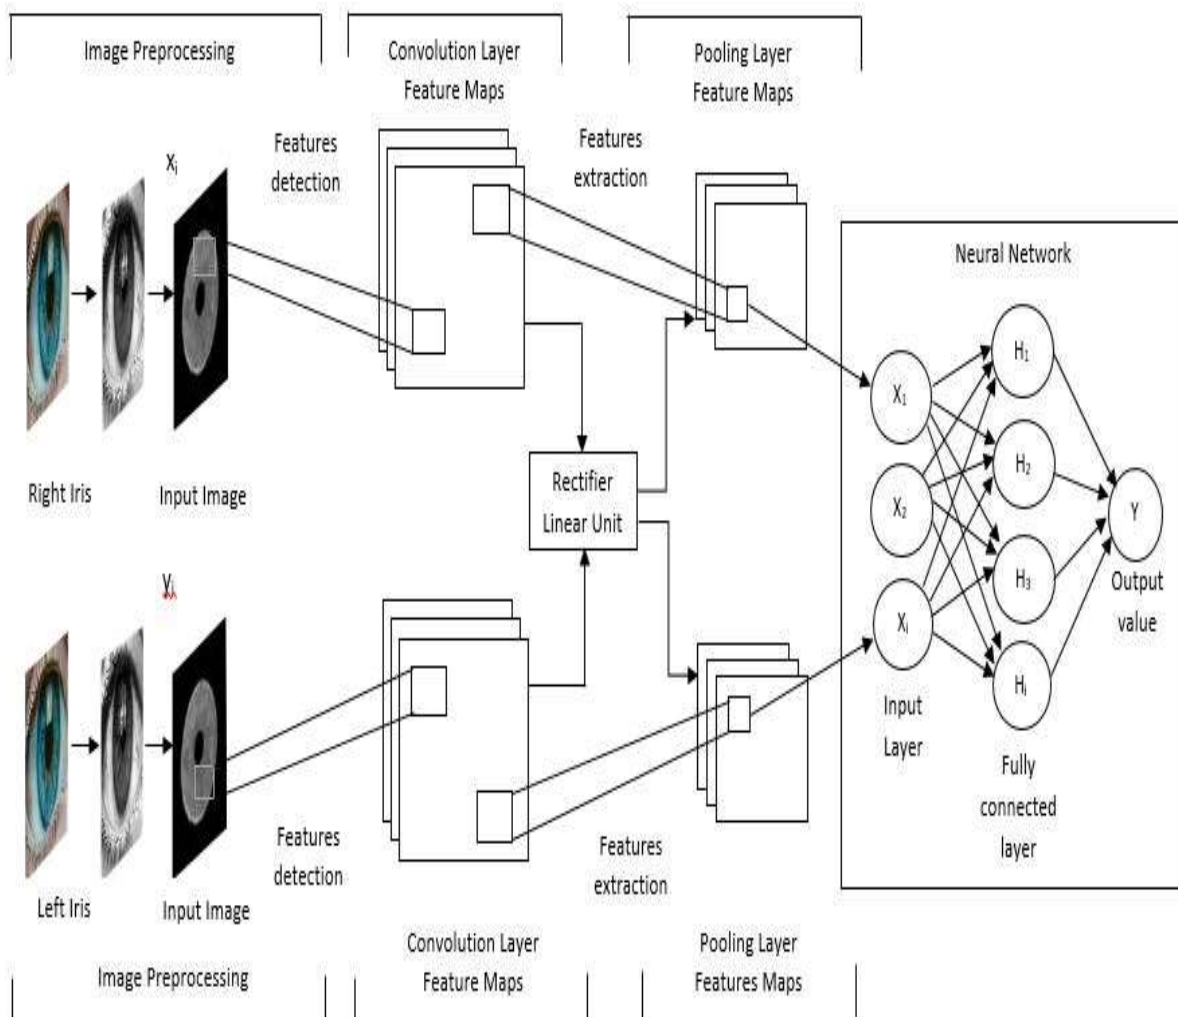 Image Preprocessing
Convolution Layer
Feature Maps
Pooling Layer
Feature Maps
Features
detection
Features
extraction
Xi
Right Iris
Input Image
Rectifier
Linear Unit
Neural Network
X1
X2
Xi
H1
H2
H3
Hi
Y
Input
Layer
Fully
connected
layer
Output
value
yi
Left Iris
Input Image
Features
detection
Features
extraction
Image Preprocessing
Convolution Layer
Feature Maps
Pooling Layer
Features Maps